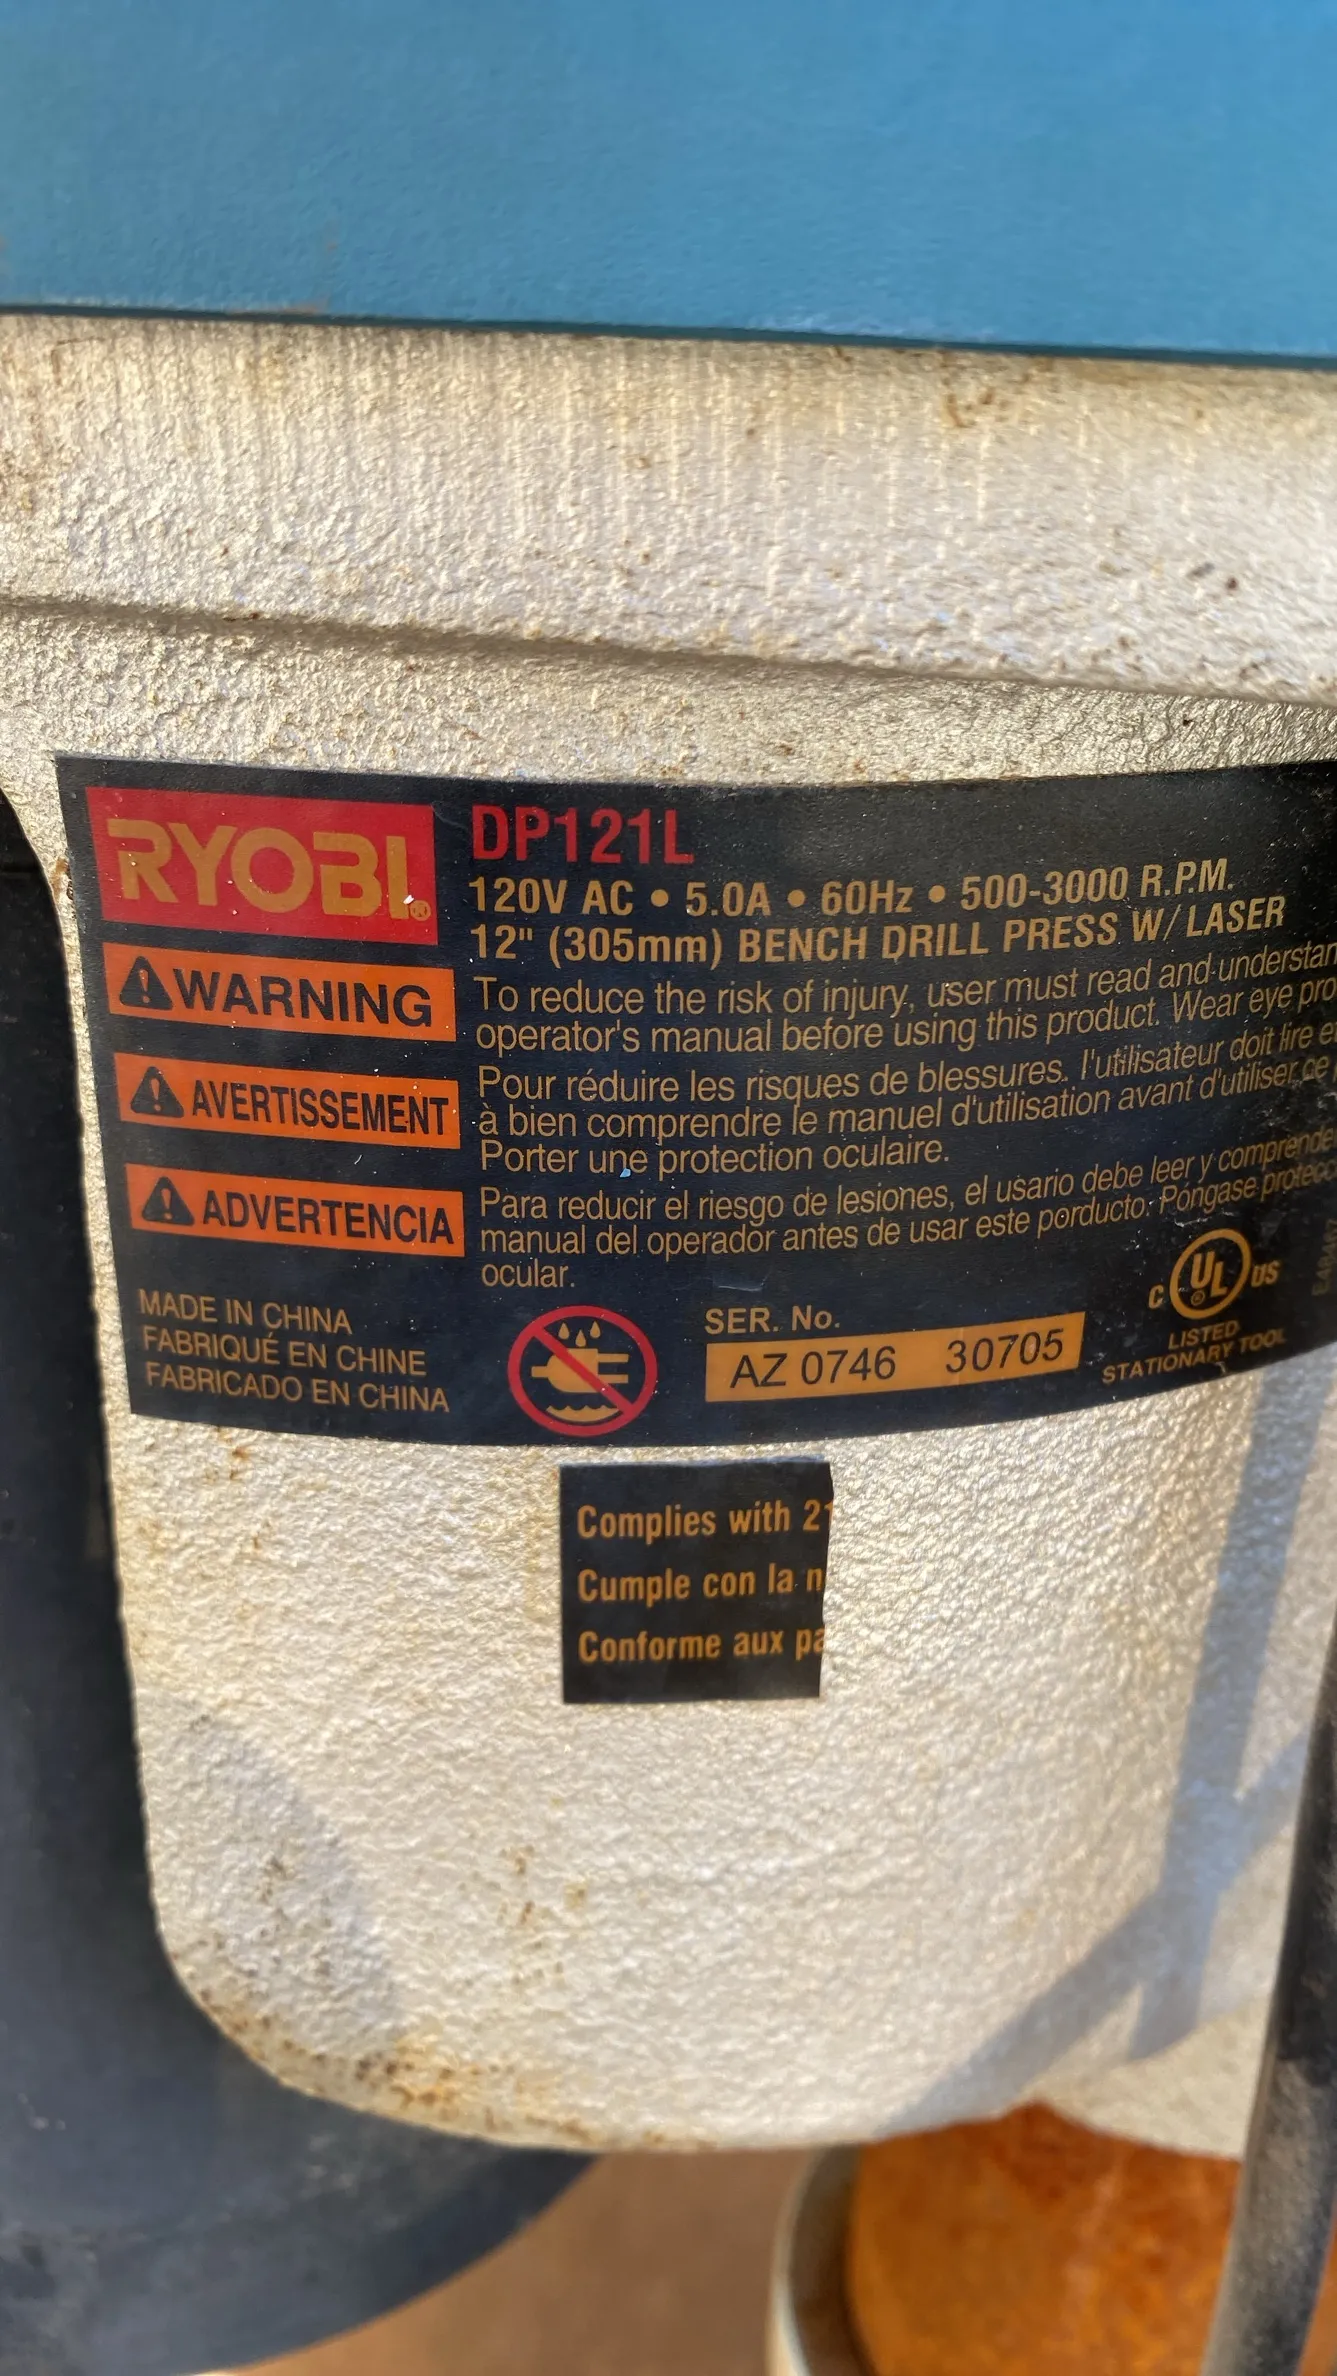 RYOBI®
DP121L
120V AC • 5.0A • 60Hz • 500-3000 R.P.M.
12" (305mm) BENCH DRILL PRESS W/ LASER
WARNING
To reduce the risk of injury, user must read and understan
operator's manual before using this product. Wear eye pro
AVERTISSEMENT
Pour réduire les risques de blessures. l'utilisateur doit lire e
à bien comprendre le manuel d'utilisation avant d'utiliser ce
Porter une protection oculaire.
ADVERTENCIA
Para reducir el riesgo de lesiones, el usario debe leer y comprende
manual del operador antes de usar este porducto. Póngase protec
ocular.
MADE IN CHINA
FABRIQUÉ EN CHINE
FABRICADO EN CHINA
SER. No.
AZ 0746 30705
C UL US
LISTED
STATIONARY TOOL
Complies with 21
Cumple con la n
Conforme aux pa